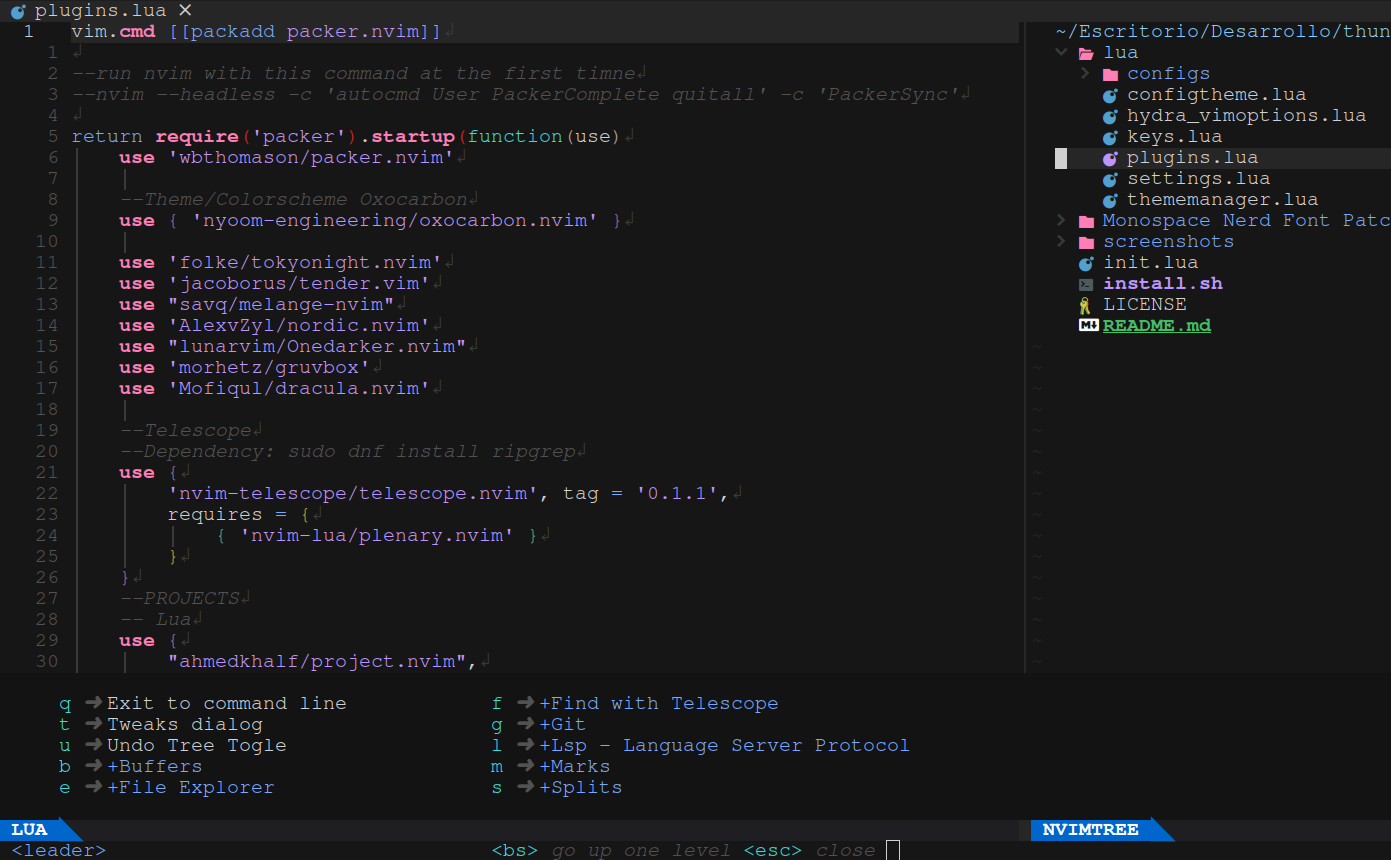 plugins.lua ✕
1 vim.cmd [[packadd packer.nvim]]
1
2 --run nvim with this command at the first timne
3 --nvim --headless -c 'autocmd User PackerComplete quitall' -c 'PackerSync'
4
5 return require('packer').startup(function(use)
6 use 'wbthomason/packer.nvim'
7
8 --Theme/Colorscheme Oxocarbon
9 use { 'nyoom-engineering/oxocarbon.nvim' }
10
11 use 'folke/tokyonight.nvim'
12 use 'jacoborus/tender.vim'
13 use "savq/melange-nvim"
14 use 'AlexvZyl/nordic.nvim'
15 use "lunarvim/Onedarker.nvim"
16 use 'morhetz/gruvbox'
17 use 'Mofiqul/dracula.nvim'
18
19 --Telescope
20 --Dependency: sudo dnf install ripgrep
21 use {
22 'nvim-telescope/telescope.nvim', tag = '0.1.1',
23 requires = {
24 { 'nvim-lua/plenary.nvim' }
25 }
26 }
27 --PROJECTS
28 -- Lua
29 use {
30 "ahmedkhalf/project.nvim",
~/Escritorio/Desarrollo/thun
lua
configs
configtheme.lua
hydra_vimoptions.lua
keys.lua
plugins.lua
settings.lua
thememanager.lua
Monospace Nerd Font Patc
screenshots
init.lua
install.sh
LICENSE
README.md
q ➜ Exit to command line
t ➜ Tweaks dialog
u ➜ Undo Tree Togle
b ➜ +Buffers
e ➜ +File Explorer
f ➜ +Find with Telescope
g ➜ +Git
l ➜ +Lsp - Language Server Protocol
m ➜ +Marks
s ➜ +Splits
LUA
NVIMTREE
<leader> <bs> go up one level <esc> close